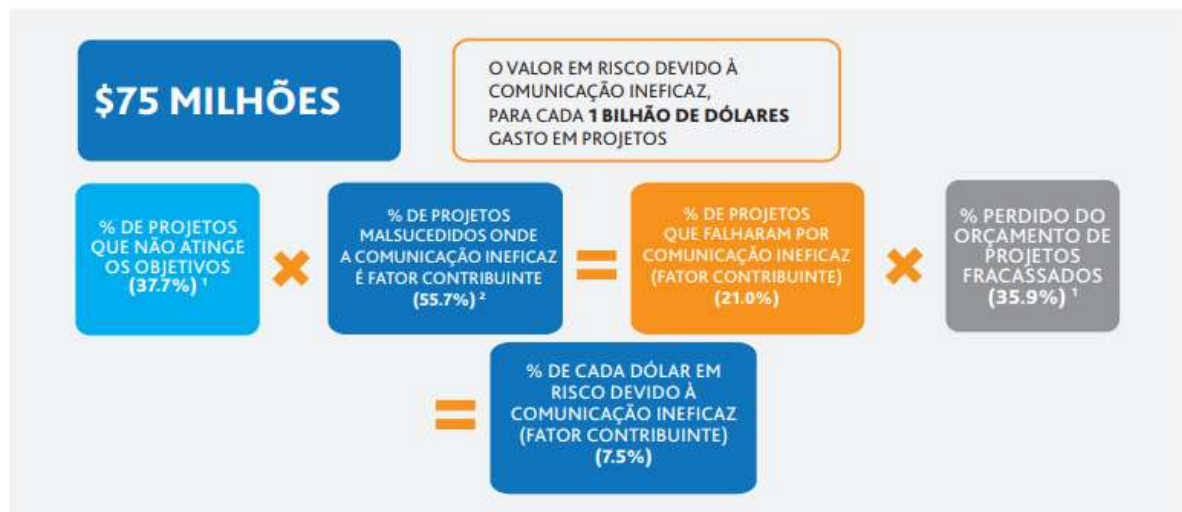 $75 MILHÕES
O VALOR EM RISCO DEVIDO À
COMUNICAÇÃO INEFICAZ,
PARA CADA 1 BILHÃO DE DÓLARES
GASTO EM PROJETOS
% DE PROJETOS
QUE NÃO ATINGE
OS OBJETIVOS
(37.7%) ¹
×
% DE PROJETOS
MALSUCEDIDOS ONDE
A COMUNICAÇÃO INEFICAZ
É FATOR CONTRIBUINTE
(55.7%) ²
=
% DE PROJETOS
QUE FALHARAM POR
COMUNICAÇÃO INEFICAZ
(FATOR CONTRIBUINTE)
(21.0%)
×
% PERDIDO DO
ORÇAMENTO DE
PROJETOS
FRACASSADOS
(35.9%) ¹
=
% DE CADA DÓLAR EM
RISCO DEVIDO À
COMUNICAÇÃO INEFICAZ
(FATOR CONTRIBUINTE)
(7.5%)